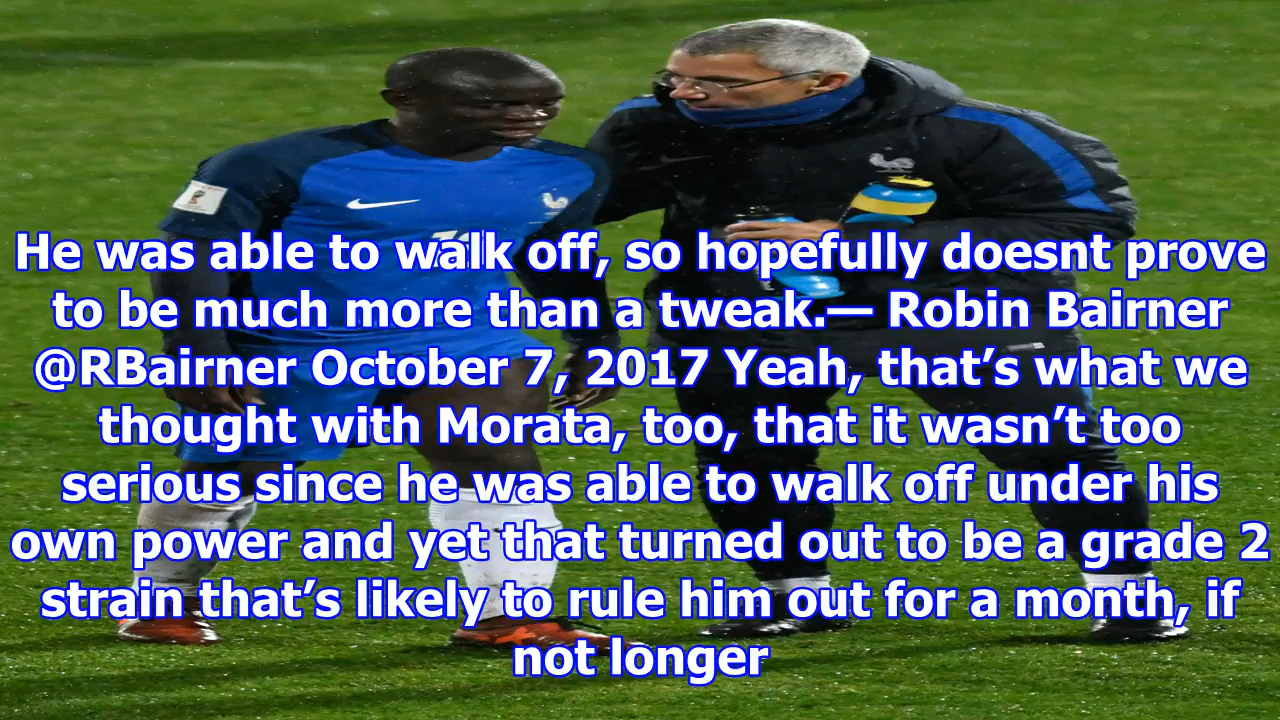 He was able to walk off, so hopefully doesnt prove
to be much more than a tweak.— Robin Bairner
@RBairner October 7, 2017 Yeah, that’s what we
thought with Morata, too, that it wasn’t too
serious since he was able to walk off under his
own power and yet that turned out to be a grade 2
strain that’s likely to rule him out for a month, if
not longer